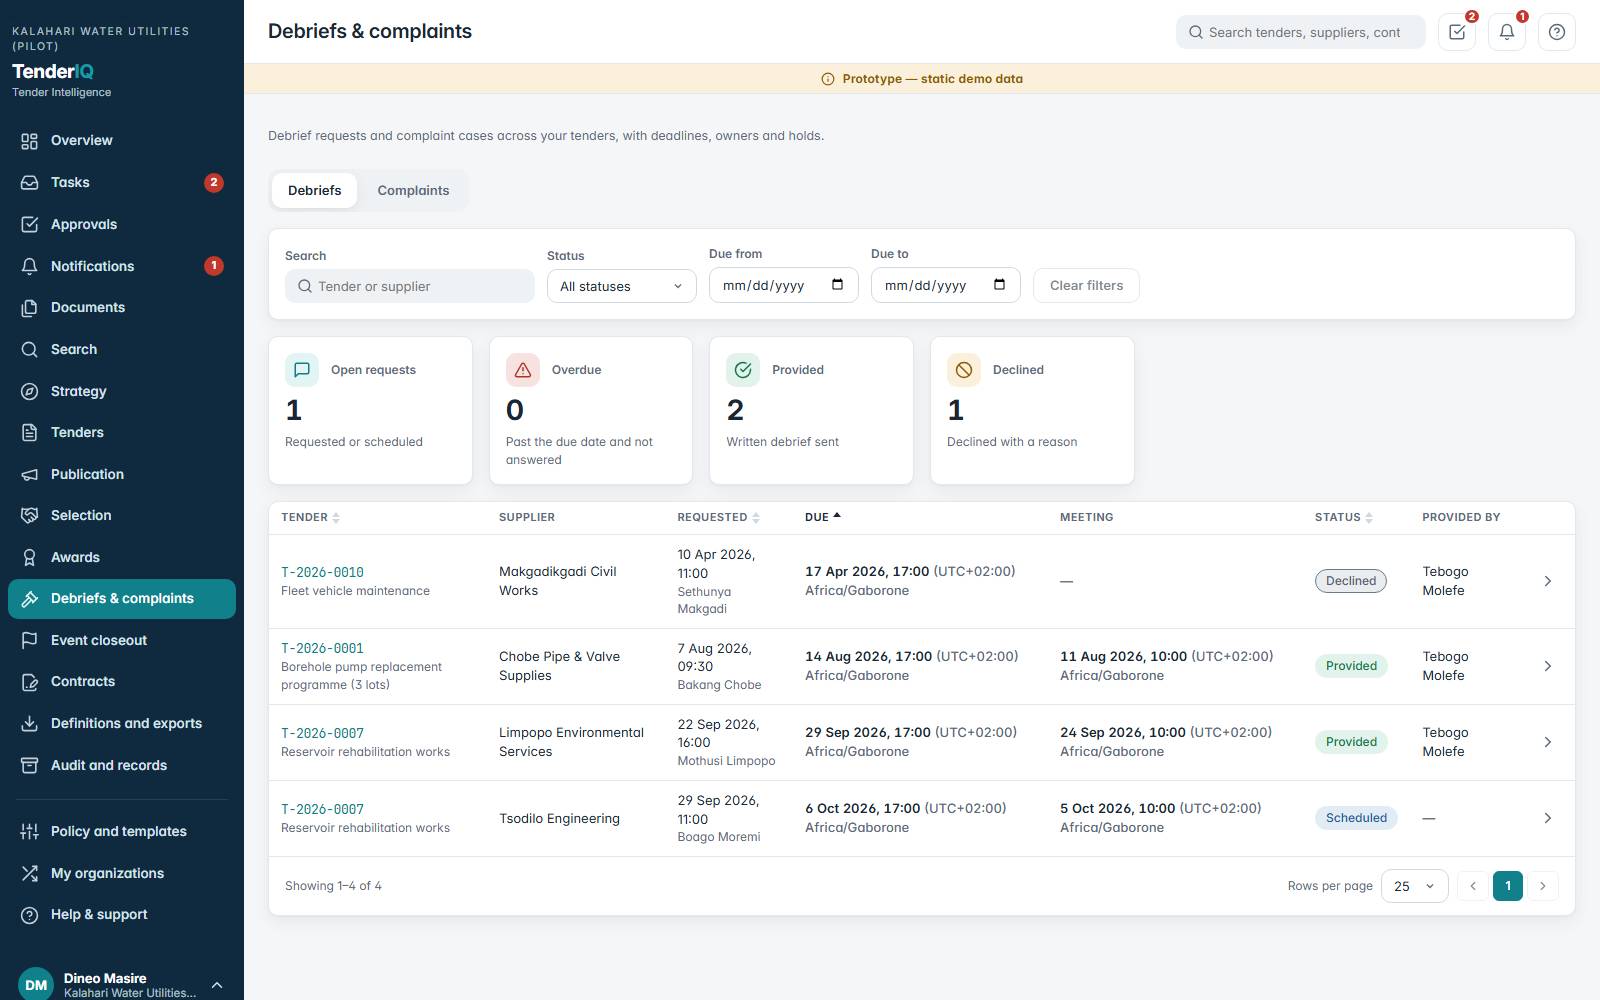 KALAHARI WATER UTILITIES
(PILOT)
TenderIQ
Tender Intelligence
Overview
Tasks 2
Approvals
Notifications 1
Documents
Search
Strategy
Tenders
Publication
Selection
Awards
Debriefs & complaints
Event closeout
Contracts
Definitions and exports
Audit and records
Policy and templates
My organizations
Help & support
DM Dineo Masire
Kalahari Water Utilities...
Debriefs & complaints
Search tenders, suppliers, cont
2
1
Prototype — static demo data
Debrief requests and complaint cases across your tenders, with deadlines, owners and holds.
Debriefs Complaints
Search Status Due from Due to
Tender or supplier All statuses mm/dd/yyyy mm/dd/yyyy Clear filters
Open requests
1
Requested or scheduled
Overdue
0
Past the due date and not
answered
Provided
2
Written debrief sent
Declined
1
Declined with a reason
TENDER SUPPLIER REQUESTED DUE MEETING STATUS PROVIDED BY
T-2026-0010
Fleet vehicle maintenance
Makgadikgadi Civil
Works
10 Apr 2026,
11:00
Sethunya
Makgadi
17 Apr 2026, 17:00 (UTC+02:00)
Africa/Gaborone
—
Declined
Tebogo
Molefe
T-2026-0001
Borehole pump replacement
programme (3 lots)
Chobe Pipe & Valve
Supplies
7 Aug 2026,
09:30
Bakang Chobe
14 Aug 2026, 17:00 (UTC+02:00)
Africa/Gaborone
11 Aug 2026, 10:00 (UTC+02:00)
Africa/Gaborone
Provided
Tebogo
Molefe
T-2026-0007
Reservoir rehabilitation works
Limpopo Environmental
Services
22 Sep 2026,
16:00
Mothusi Limpopo
29 Sep 2026, 17:00 (UTC+02:00)
Africa/Gaborone
24 Sep 2026, 10:00 (UTC+02:00)
Africa/Gaborone
Provided
Tebogo
Molefe
T-2026-0007
Reservoir rehabilitation works
Tsodilo Engineering
29 Sep 2026,
11:00
Boago Moremi
6 Oct 2026, 17:00 (UTC+02:00)
Africa/Gaborone
5 Oct 2026, 10:00 (UTC+02:00)
Africa/Gaborone
Scheduled
—
Showing 1–4 of 4
Rows per page 25 1